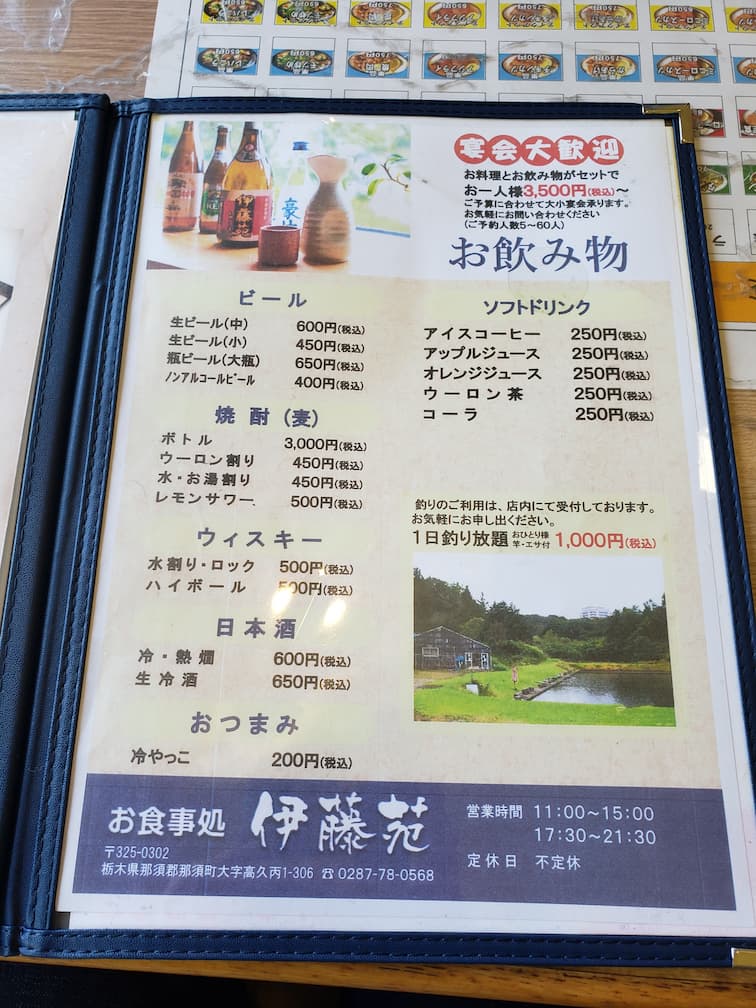 宴会大歓迎
お料理とお飲み物がセットで
お一人様3,500円(税込)～
ご予算に合わせて大小宴会承ります。
お気軽にお問い合わせください
(ご予約人数5～60人)
お飲み物
伊藤苑
ビール
生ビール(中) 600円(税込)
生ビール(小) 450円(税込)
瓶ビール(大瓶) 650円(税込)
ノンアルコールビール 400円(税込)
焼酎(麦)
ボトル 3,000円(税込)
ウーロン割り 450円(税込)
水・お湯割り 450円(税込)
レモンサワー 500円(税込)
ウィスキー
水割り・ロック 500円(税込)
ハイボール 500円(税込)
日本酒
冷・熱燗 600円(税込)
生冷酒 650円(税込)
おつまみ
冷やっこ 200円(税込)
ソフトドリンク
アイスコーヒー 250円(税込)
アップルジュース 250円(税込)
オレンジジュース 250円(税込)
ウーロン茶 250円(税込)
コーラ 250円(税込)
釣りのご利用は、店内にて受付しております。
お気軽にお申し出ください。
1日釣り放題 おひとり様 竿・エサ付 1,000円(税込)
お食事処 伊藤苑
〒325-0302
栃木県那須郡那須町大字高久丙1-306 ☎0287-78-0568
営業時間 11:00～15:00
17:30～21:30
定休日 不定休